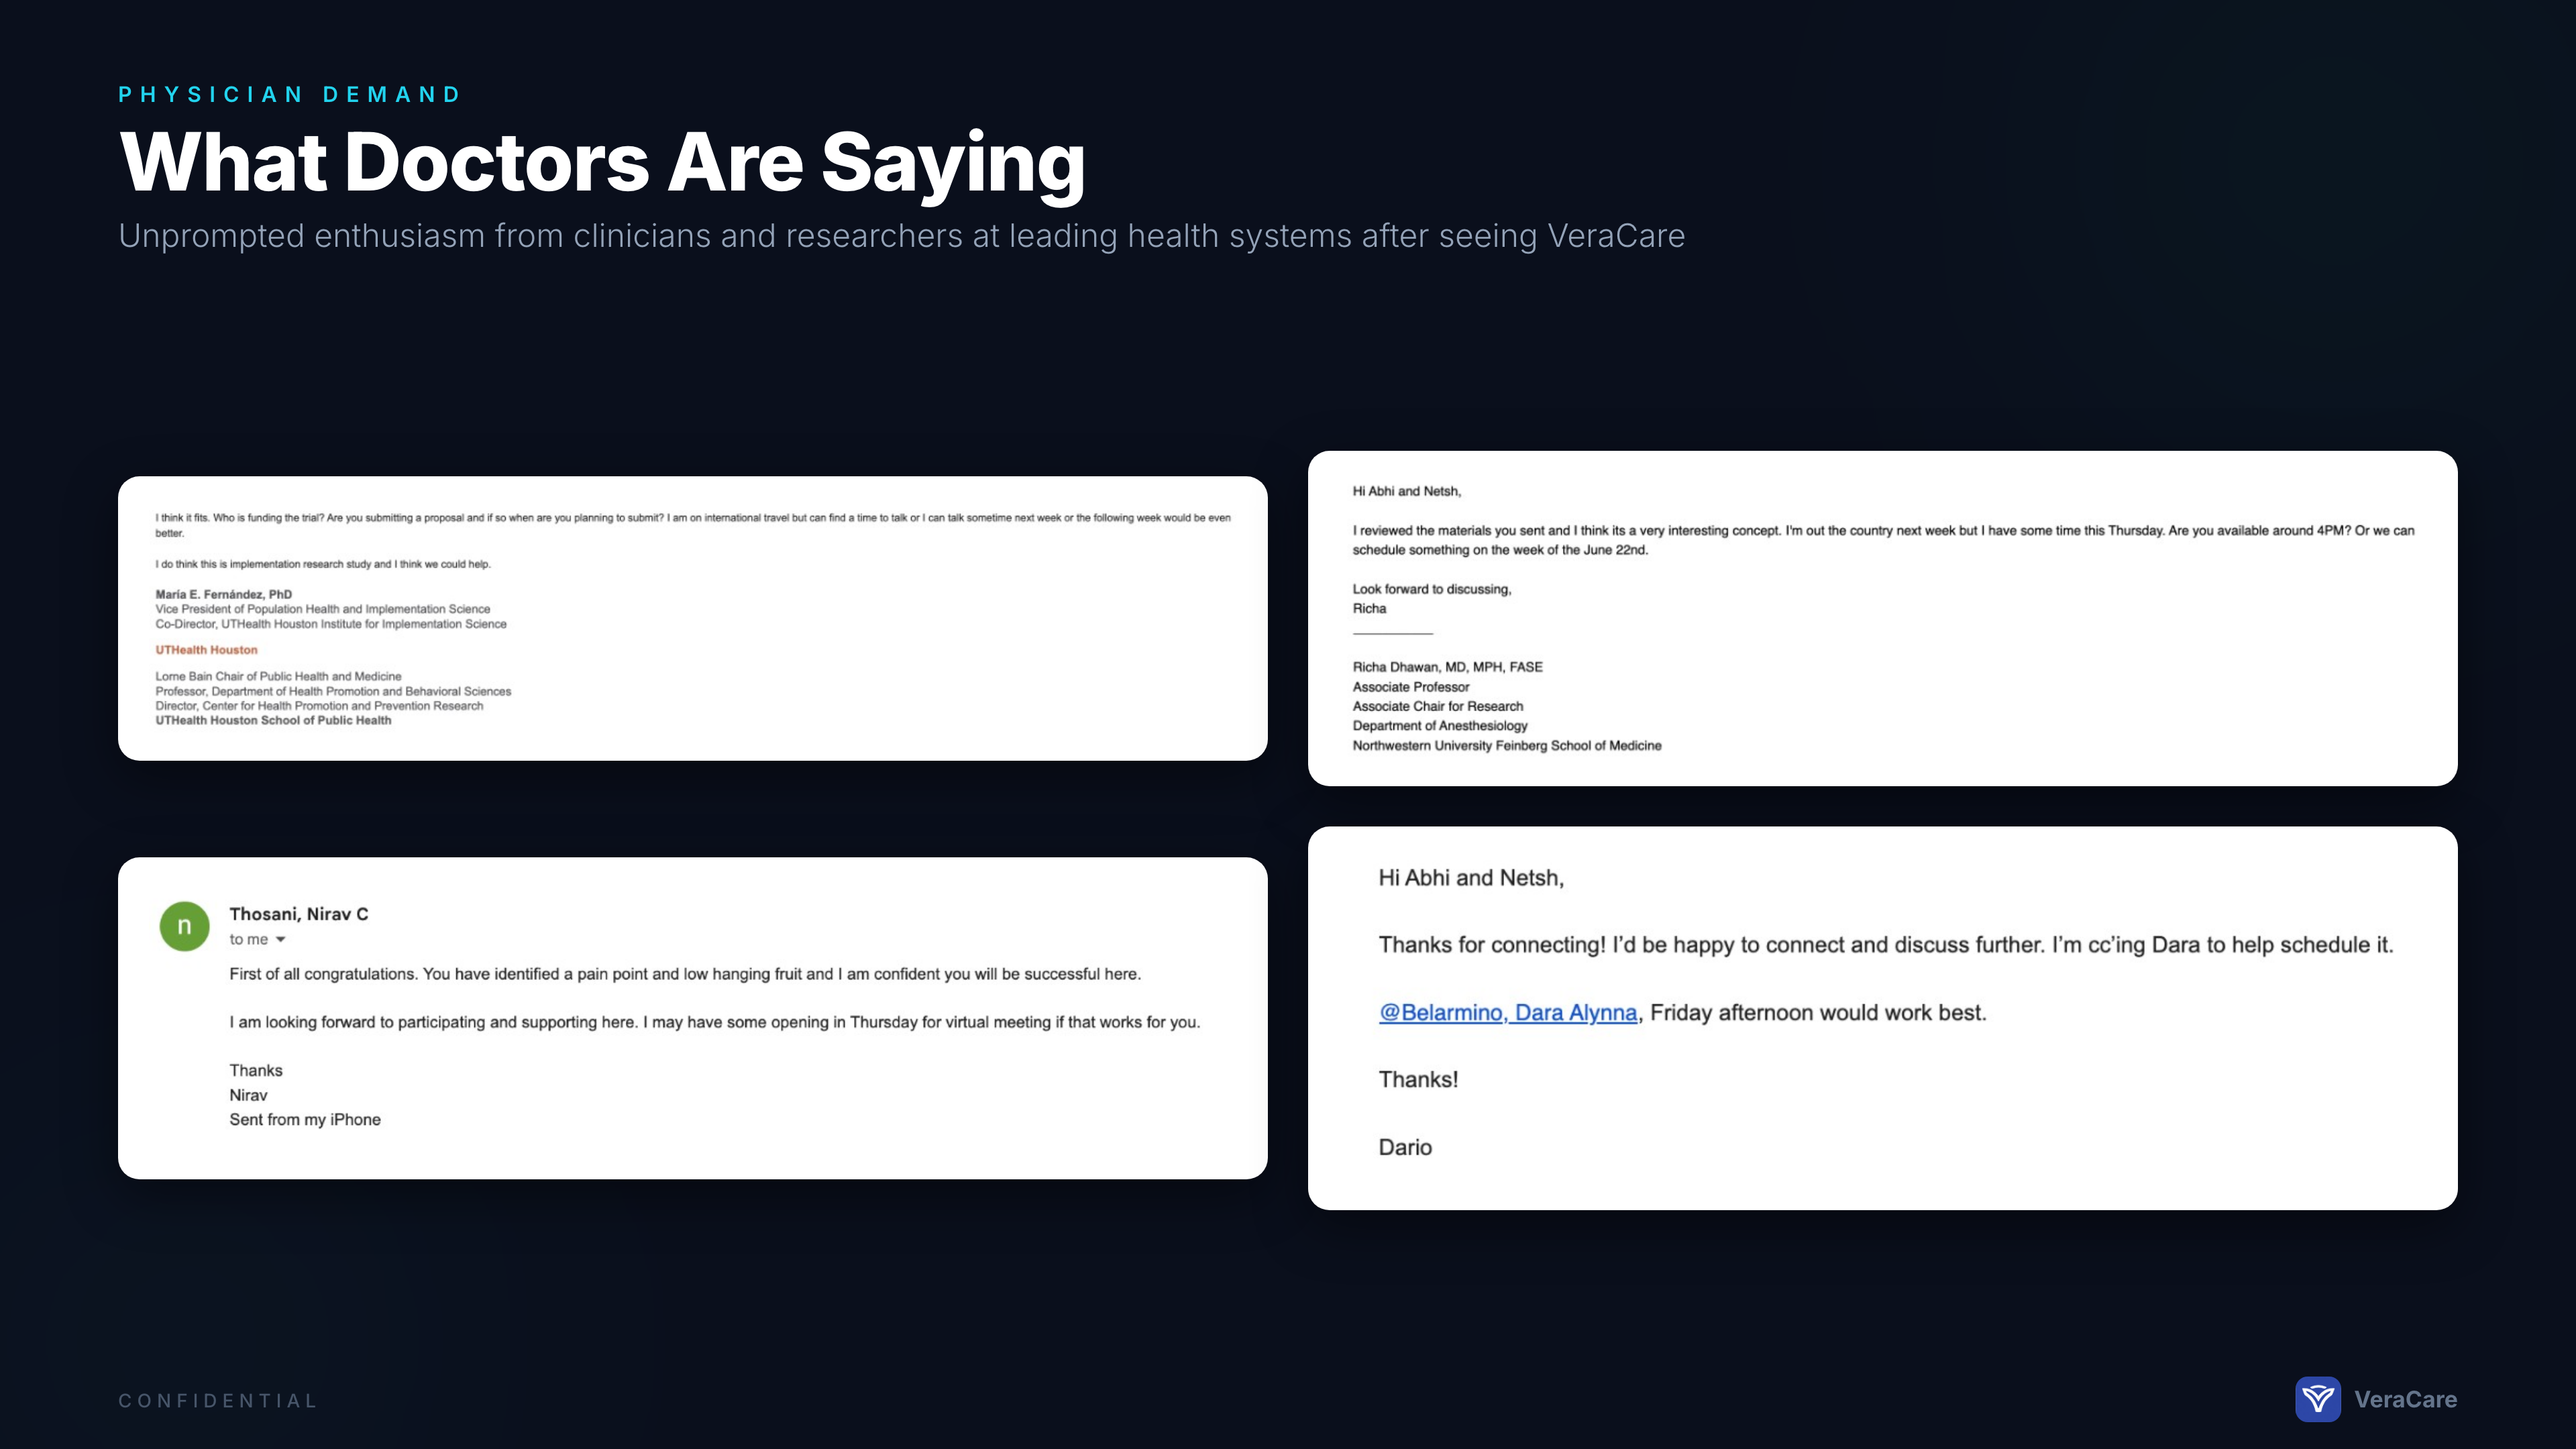 PHYSICIAN DEMAND
What Doctors Are Saying
Unprompted enthusiasm from clinicians and researchers at leading health systems after seeing VeraCare
I think it fits. Who is funding the trial? Are you submitting a proposal and if so when are you planning to submit? I am on international travel but can find a time to talk or I can talk sometime next week or the following week would be even
better.
I do think this is implementation research study and I think we could help.
María E. Fernández, PhD
Vice President of Population Health and Implementation Science
Co-Director, UTHealth Houston Institute for Implementation Science
UTHealth Houston
Lorne Bain Chair of Public Health and Medicine
Professor, Department of Health Promotion and Behavioral Sciences
Director, Center for Health Promotion and Prevention Research
UTHealth Houston School of Public Health
Hi Abhi and Netsh,
I reviewed the materials you sent and I think its a very interesting concept. I'm out the country next week but I have some time this Thursday. Are you available around 4PM? Or we can
schedule something on the week of the June 22nd.
Look forward to discussing,
Richa
Richa Dhawan, MD, MPH, FASE
Associate Professor
Associate Chair for Research
Department of Anesthesiology
Northwestern University Feinberg School of Medicine
n
Thosani, Nirav C
to me
First of all congratulations. You have identified a pain point and low hanging fruit and I am confident you will be successful here.
I am looking forward to participating and supporting here. I may have some opening in Thursday for virtual meeting if that works for you.
Thanks
Nirav
Sent from my iPhone
Hi Abhi and Netsh,
Thanks for connecting! I’d be happy to connect and discuss further. I’m cc’ing Dara to help schedule it.
@Belarmino, Dara Alynna, Friday afternoon would work best.
Thanks!
Dario
CONFIDENTIAL
VeraCare